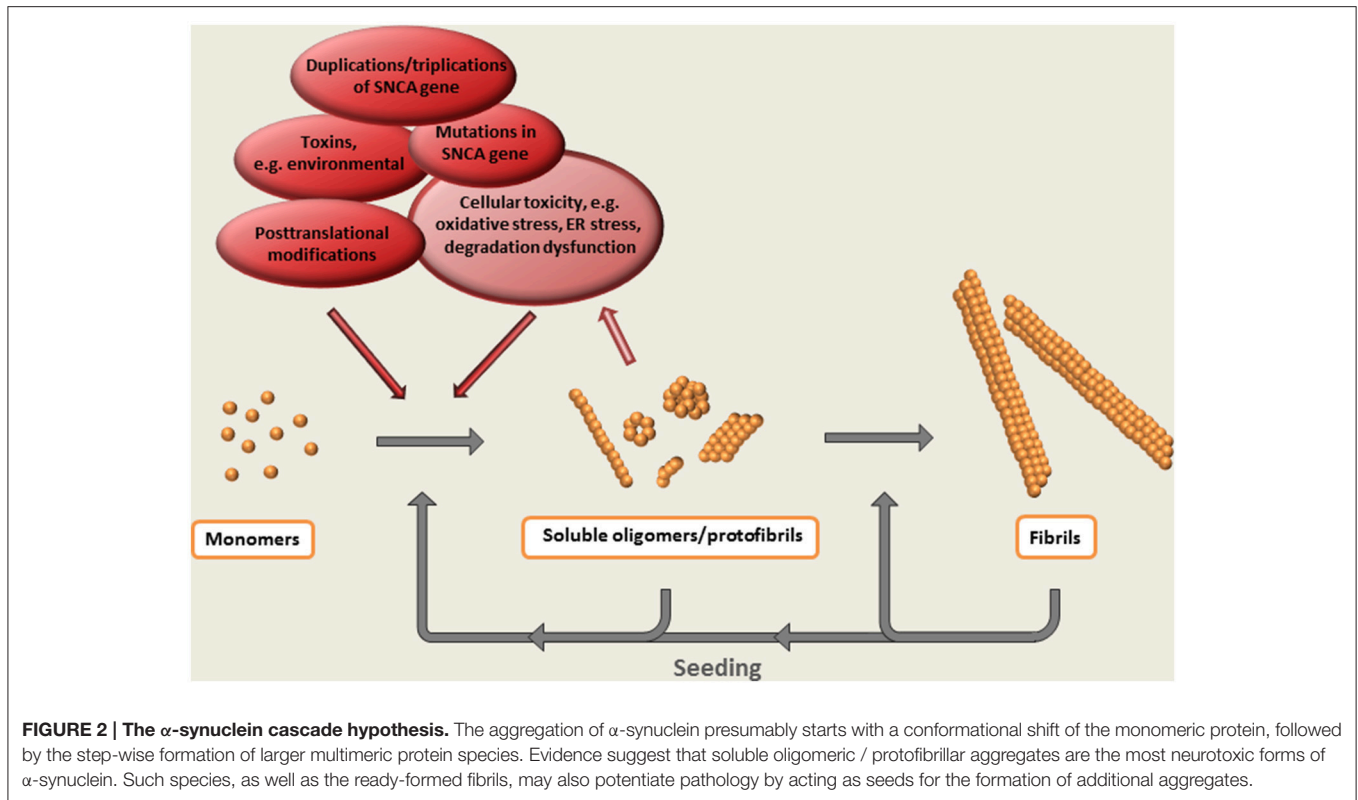 Duplications/triplications
of SNCA gene
Toxins,
e.g. environmental
Mutations in
SNCA gene
Cellular toxicity, e.g.
oxidative stress, ER stress,
degradation dysfunction
Posttranslational
modifications
Monomers
Soluble oligomers/protofibrils
Fibrils
Seeding
FIGURE 2 | The α-synuclein cascade hypothesis. The aggregation of α-synuclein presumably starts with a conformational shift of the monomeric protein, followed
by the step-wise formation of larger multimeric protein species. Evidence suggest that soluble oligomeric / protofibrillar aggregates are the most neurotoxic forms of
α-synuclein. Such species, as well as the ready-formed fibrils, may also potentiate pathology by acting as seeds for the formation of additional aggregates.